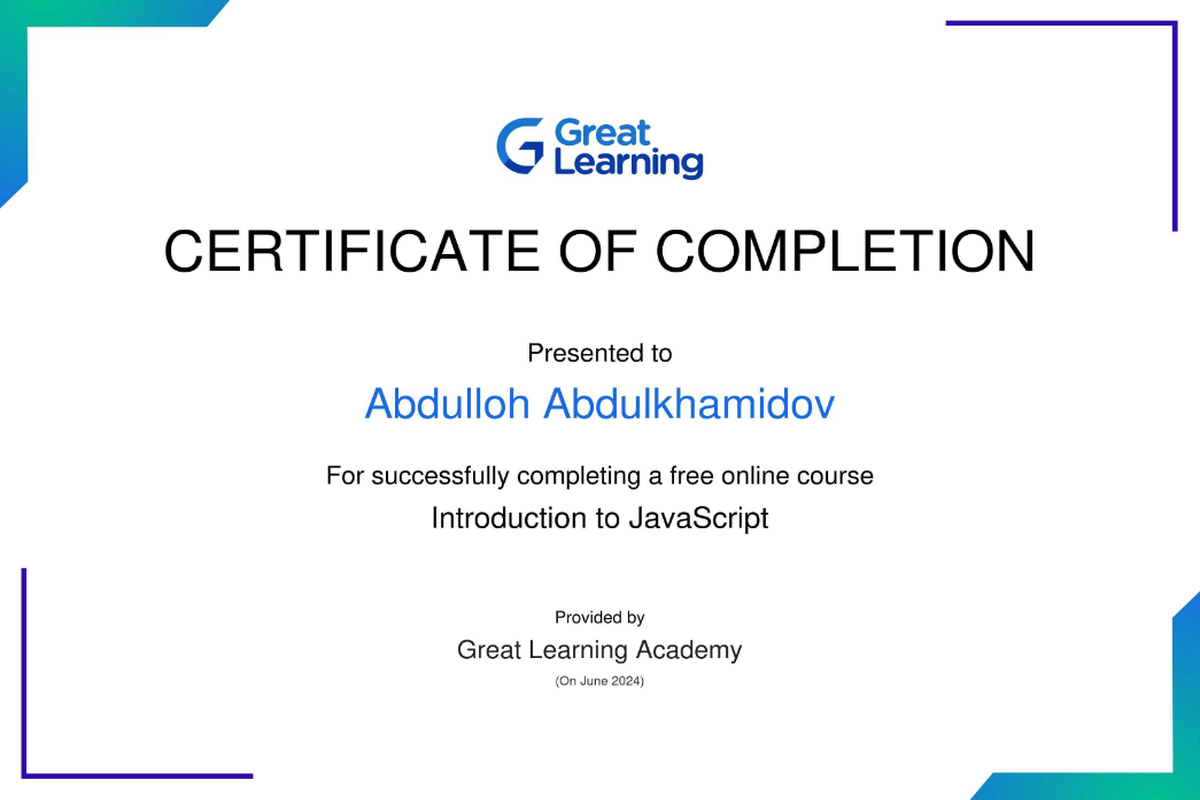 Great
Learning
CERTIFICATE OF COMPLETION
Presented to
Abdulloh Abdulkhamidov
For successfully completing a free online course
Introduction to JavaScript
Provided by
Great Learning Academy
(On June 2024)